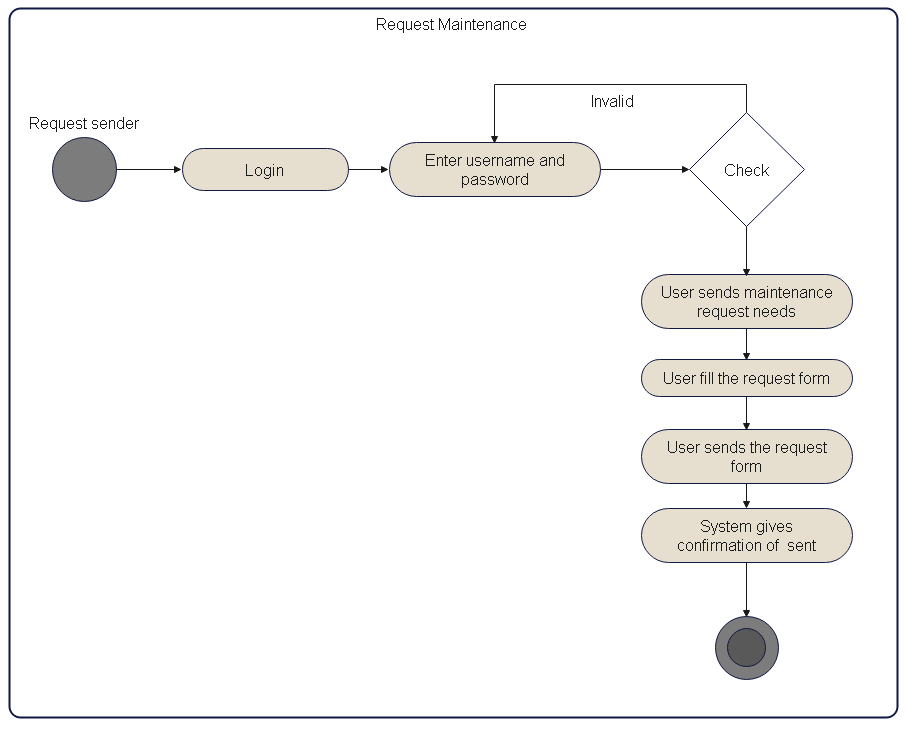 Request Maintenance
Invalid
Request sender
Login
Enter username and
password
Check
User sends maintenance
request needs
User fill the request form
User sends the request
form
System gives
confirmation of  sent